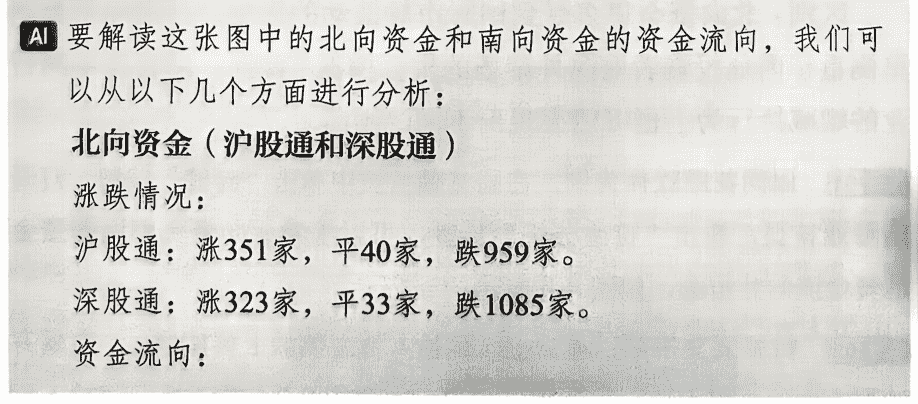 AI 要解读这张图中的北向资金和南向资金的资金流向，我们可
以从以下几个方面进行分析：
北向资金（沪股通和深股通）
涨跌情况：
沪股通：涨351家，平40家，跌959家。
深股通：涨323家，平33家，跌1085家。
资金流向：